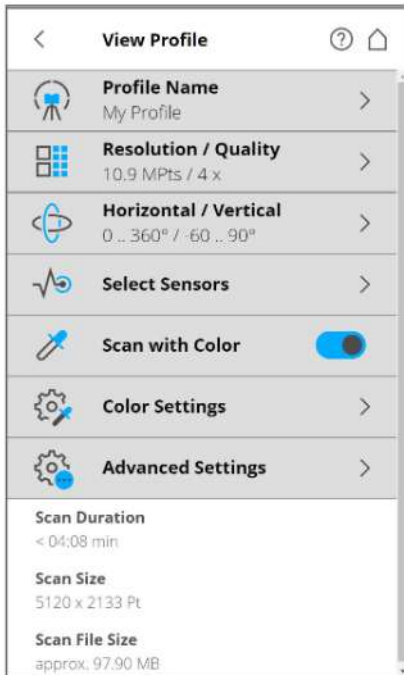 View Profile
Profile Name
My Profile
Resolution / Quality
10.9 MPts / 4 x
Horizontal / Vertical
0 .. 360° / -60 .. 90°
Select Sensors
Scan with Color
Color Settings
Advanced Settings
Scan Duration
< 04:08 min
Scan Size
5120 x 2133 Pt
Scan File Size
approx. 97.90 MB